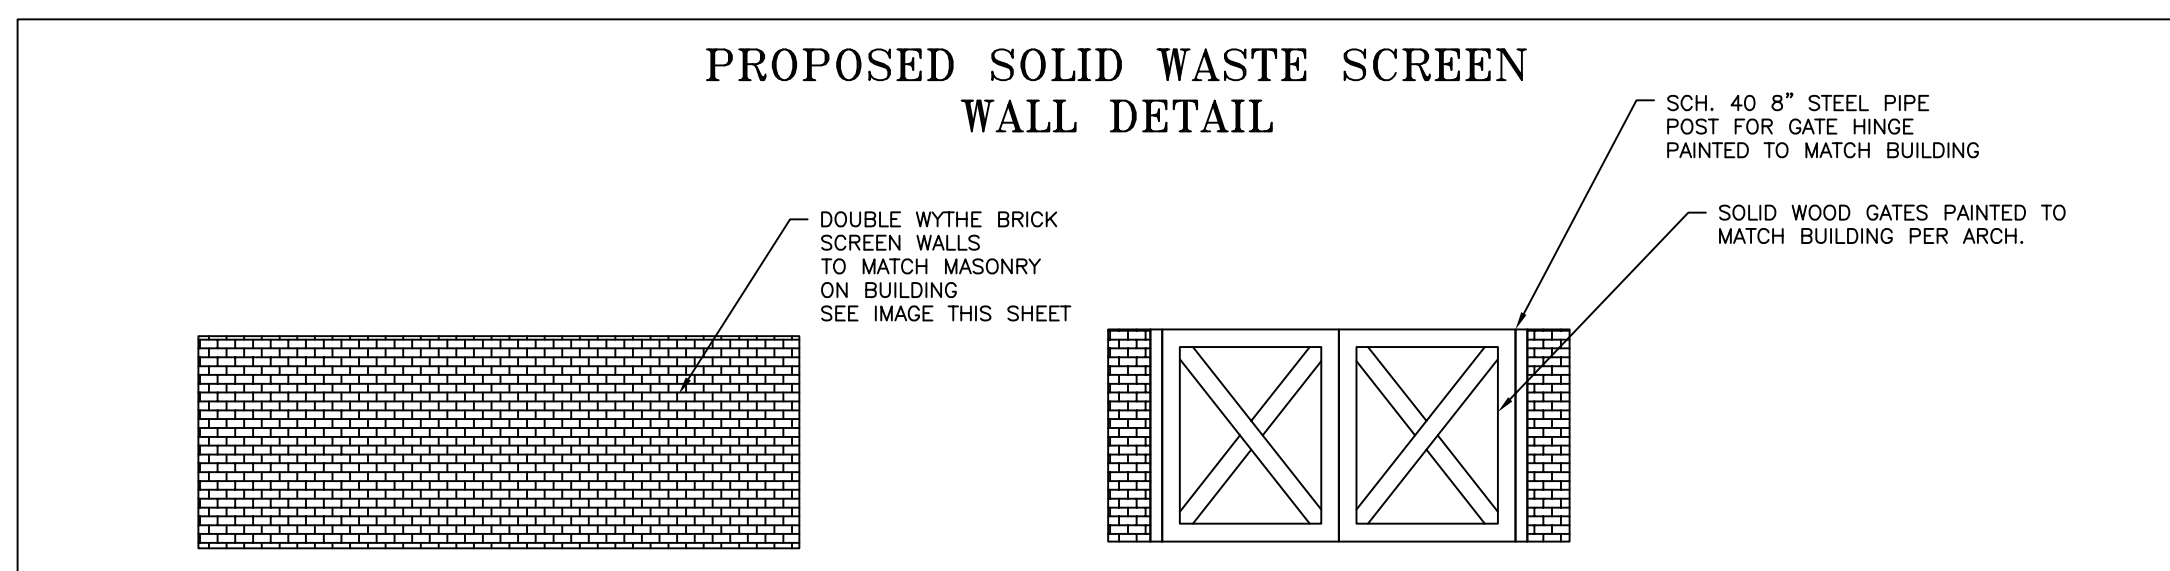 PROPOSED SOLID WASTE SCREEN
WALL DETAIL
SCH. 40 8" STEEL PIPE
POST FOR GATE HINGE
PAINTED TO MATCH BUILDING
SOLID WOOD GATES PAINTED TO
MATCH BUILDING PER ARCH.
DOUBLE WYTHE BRICK
SCREEN WALLS
TO MATCH MASONRY
ON BUILDING
SEE IMAGE THIS SHEET